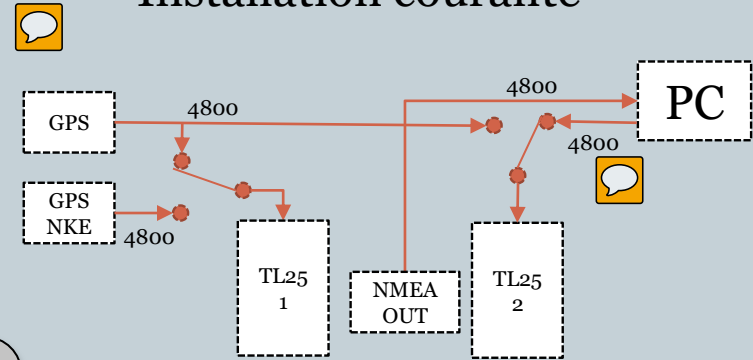 Installation courante
4800
PC
4800
GPS
4800
GPS
NKE
4800
TL25
1
NMEA
OUT
TL25
2